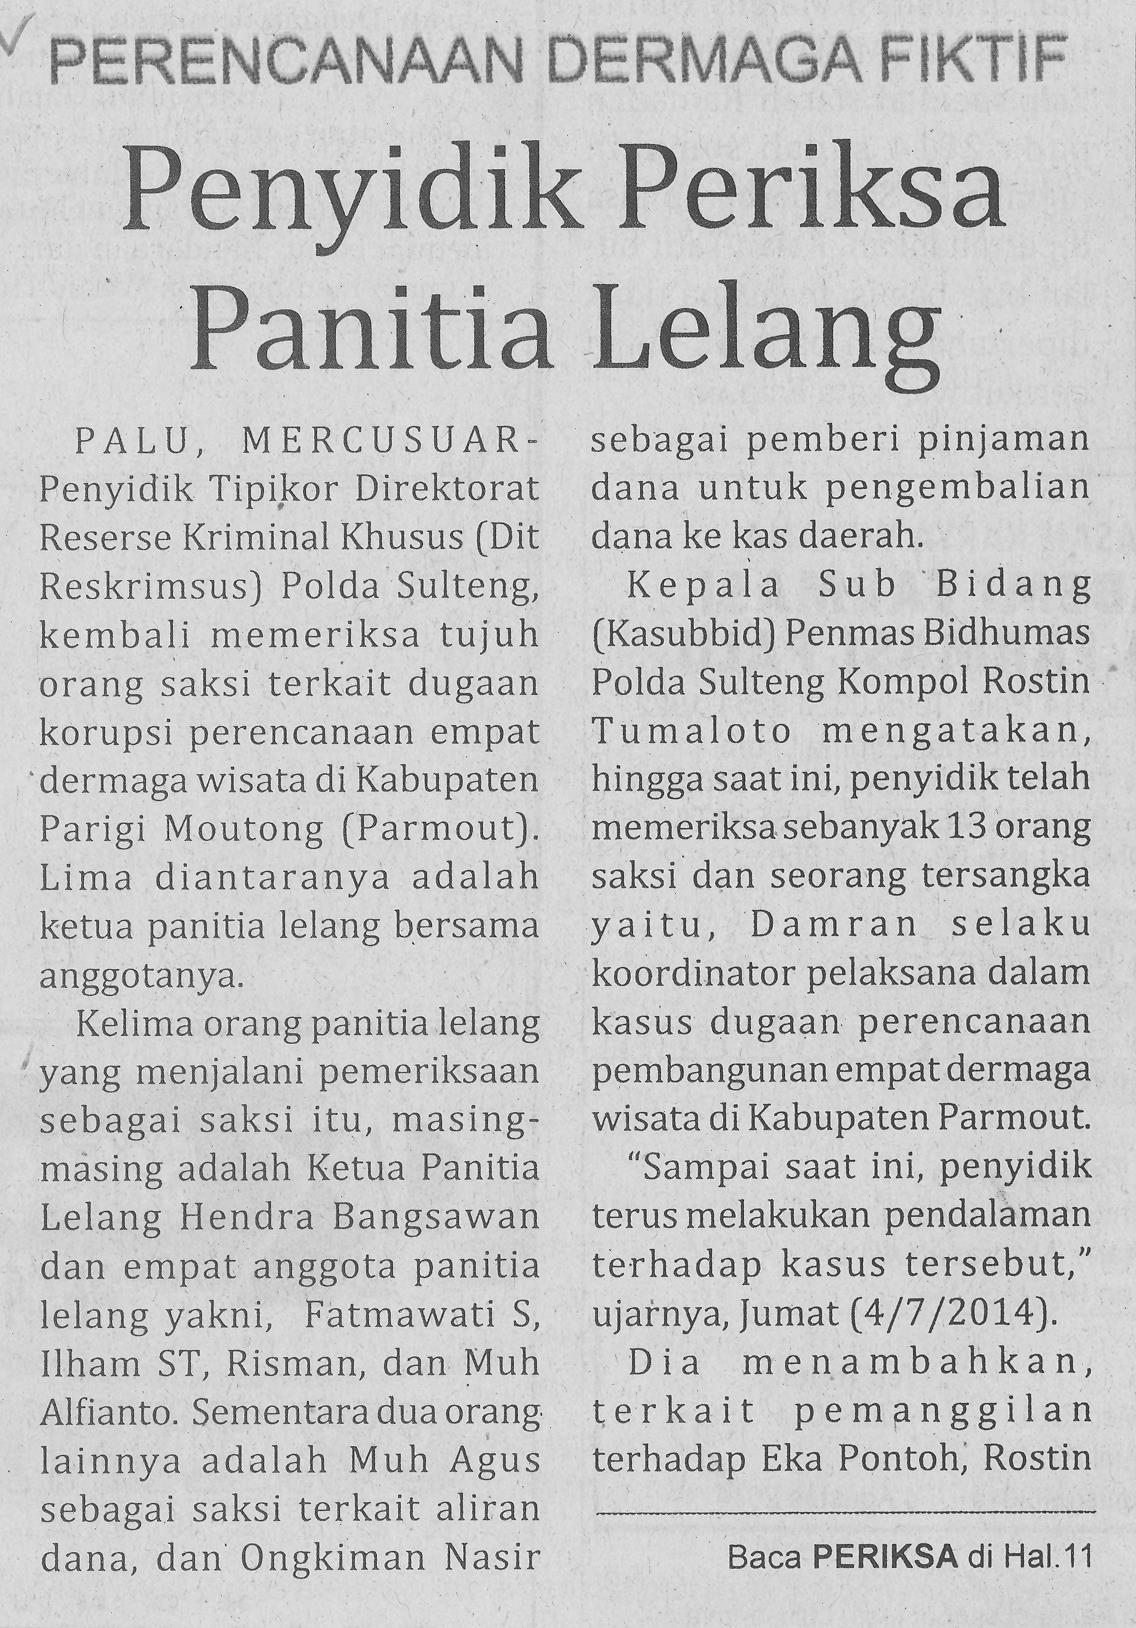 PERENCANAAN DERMAGA FIKTIF
Penyidik Periksa
Panitia Lelang
PALU, MERCUSUAR-
Penyidik Tipikor Direktorat
Reserse Kriminal Khusus (Dit
Reskrimsus) Polda Sulteng,
kembali memeriksa tujuh
orang saksi terkait dugaan
korupsi perencanaan empat
dermaga wisata di Kabupaten
Parigi Moutong (Parmout).
Lima diantaranya adalah
ketua panitia lelang bersama
anggotanya.
Kelima orang panitia lelang
yang menjalani pemeriksaan
sebagai saksi itu, masing-
masing adalah Ketua Panitia
Lelang Hendra Bangsawan
dan empat anggota panitia
lelang yakni, Fatmawati S,
Ilham ST, Risman, dan Muh
Alfianto. Sementara dua orang
lainnya adalah Muh Agus
sebagai saksi terkait aliran
dana, dan Ongkiman Nasir
sebagai pemberi pinjaman
dana untuk pengembalian
dana ke kas daerah.
Kepala Sub Bidang
(Kasubbid) Penmas Bidhumas
Polda Sulteng Kompol Rostin
Tumaloto mengatakan,
hingga saat ini, penyidik telah
memeriksa sebanyak 13 orang
saksi dan seorang tersangka
yaitu, Damran selaku
koordinator pelaksana dalam
kasus dugaan perencanaan
pembangunan empat dermaga
wisata di Kabupaten Parmout.
“Sampai saat ini, penyidik
terus melakukan pendalaman
terhadap kasus tersebut,”
ujarnya, Jumat (4/7/2014).
Dia menambahkan,
terkait pemanggilan
terhadap Eka Pontoh, Rostin
Baca PERIKSA di Hal.11